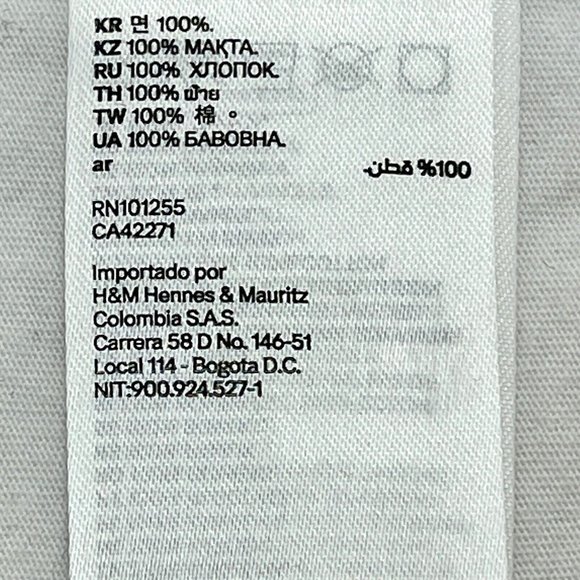 KR 면 100%.
KZ 100% МАҚТА.
RU 100% ХЛОПОК.
TH 100% ฝ้าย
TW 100% 棉 。
UA 100% БАВОВНА.
ar 100% قطن.
RN101255
CA42271
Importado por
H&M Hennes & Mauritz
Colombia S.A.S.
Carrera 58 D No. 146-51
Local 114 - Bogota D.C.
NIT:900.924.527-1